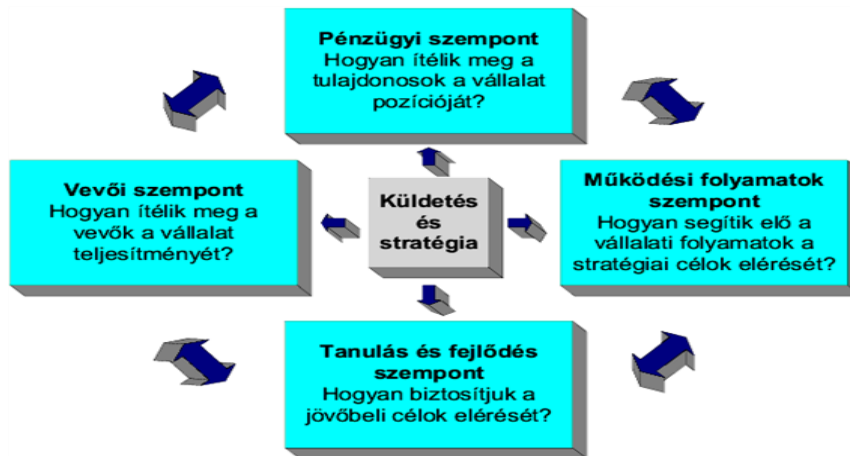 Pénzügyi szempont
Hogyan ítélik meg a
tulajdonosok a vállalat
pozícióját?
Vevői szempont
Hogyan ítélik meg a
vevők a vállalat
teljesítményét?
Küldetés
és
stratégia
Működési folyamatok
szempont
Hogyan segítik elő a
vállalati folyamatok a
stratégiai célok elérését?
Tanulás és fejlődés
szempont
Hogyan biztosítjuk a
jövőbeli célok elérését?